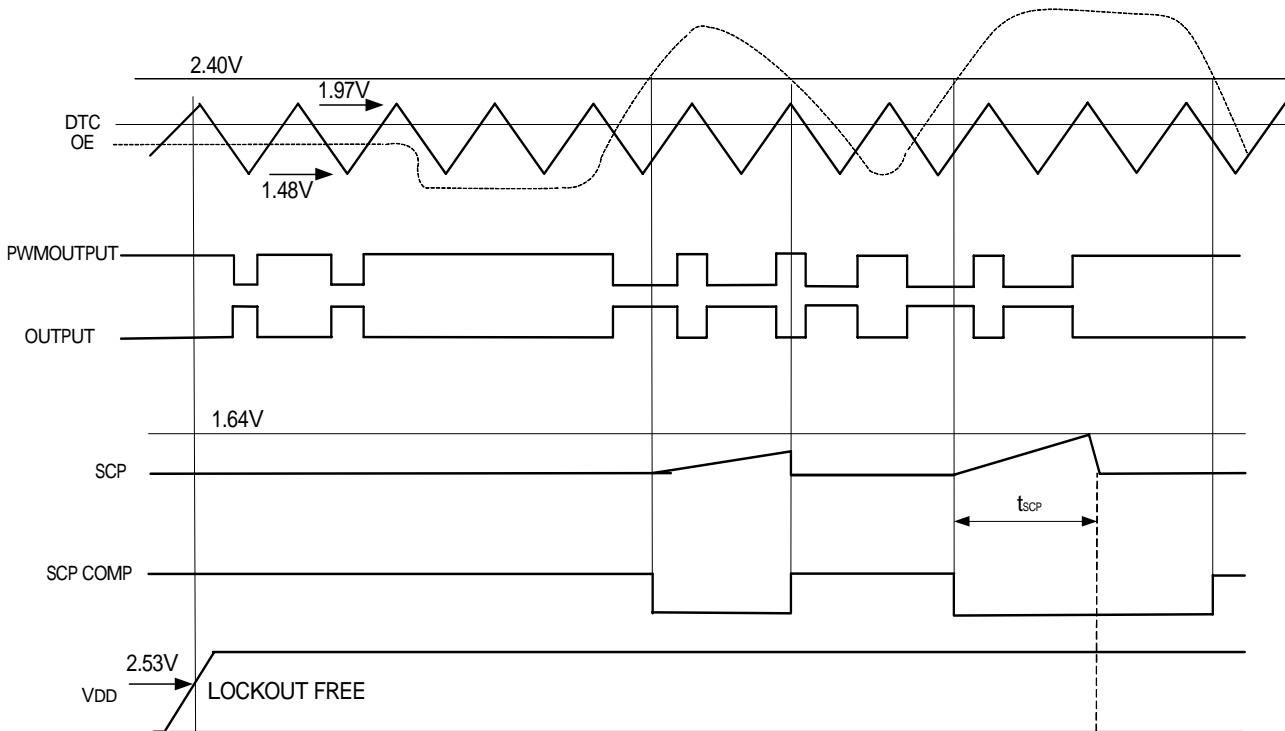 2.40V
1.97V
DTC
OE
1.48V
PWMOUTPUT
OUTPUT
1.64V
SCP
tSCP
SCP COMP
2.53V
VDD
LOCKOUT FREE